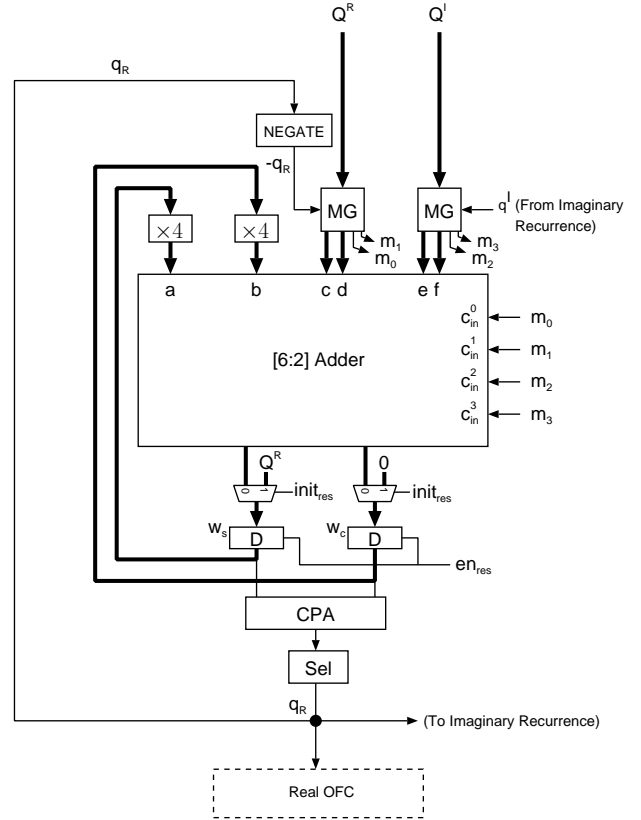 Q^R Q^I
q_R
NEGATE
-q_R
MG MG q^I (From Imaginary
Recurrence)
×4 ×4
m_1 m_3
m_0 m_2
a b c d e f
c_in^0 m_0
c_in^1 m_1
[6:2] Adder
c_in^2 m_2
c_in^3 m_3
Q^R 0
0 1 init_res 0 1 init_res
w_s D w_c D
en_res
CPA
Sel
q_R
(To Imaginary Recurrence)
Real OFC